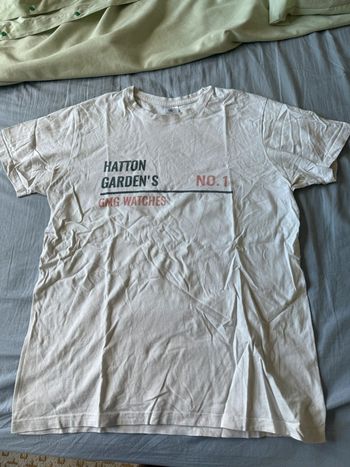 HATTON
GARDEN'S NO.1
GMG WATCHES